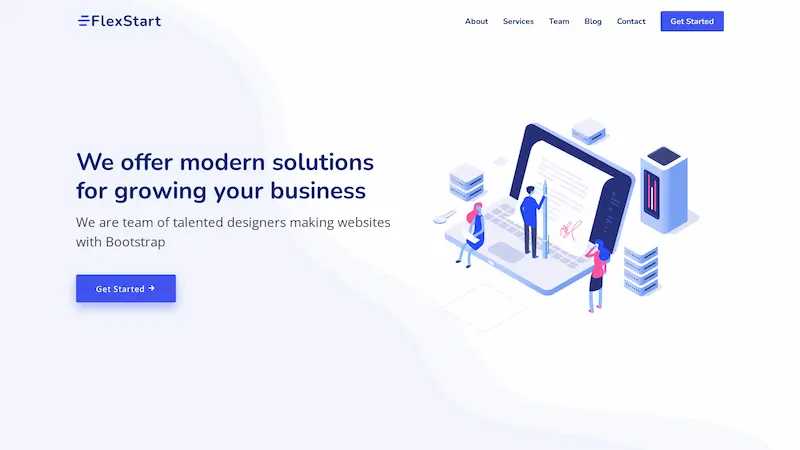 FlexStart
About
Services
Team
Blog
Contact
Get Started
We offer modern solutions
for growing your business
We are team of talented designers making websites
with Bootstrap
Get Started